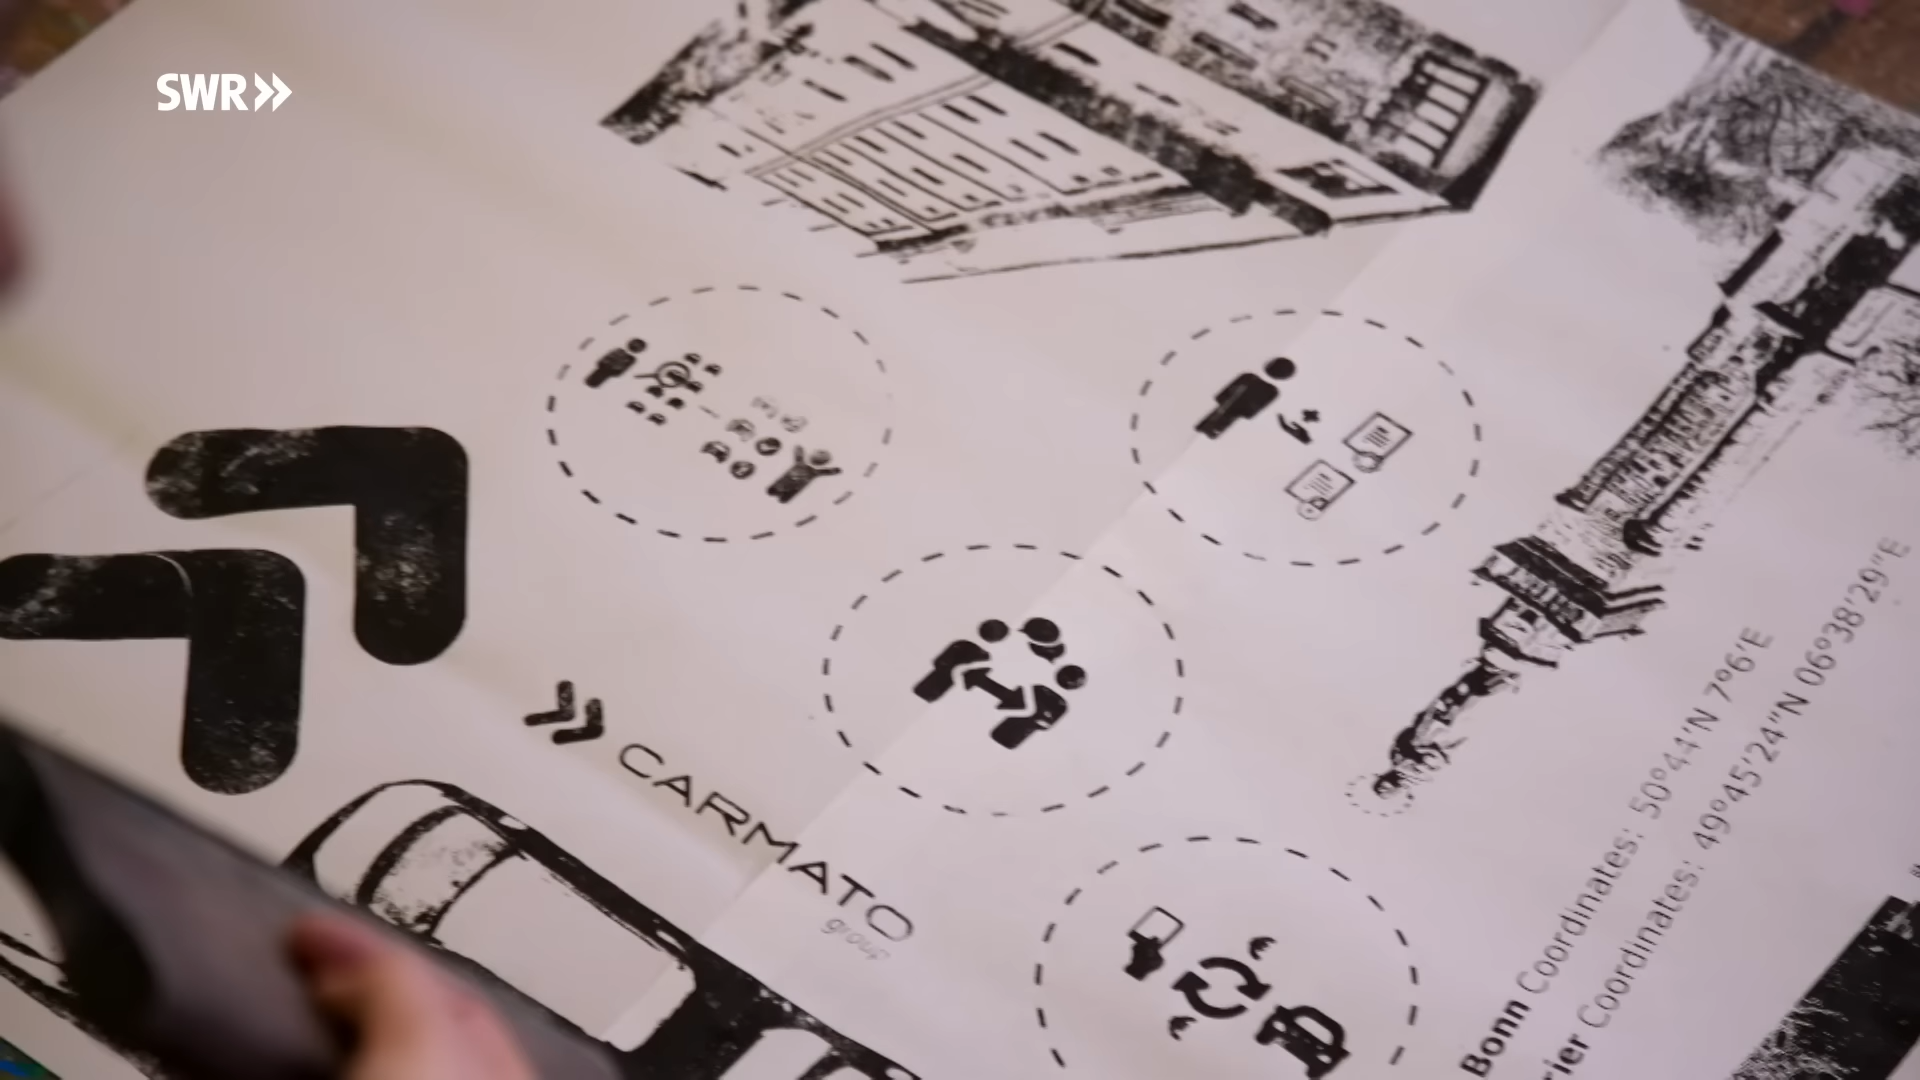 SWR
CARMATO
group
Bonn Coordinates: 50°44'N 7°6'E
rier Coordinates: 49°45'24"N 06°38'29"E